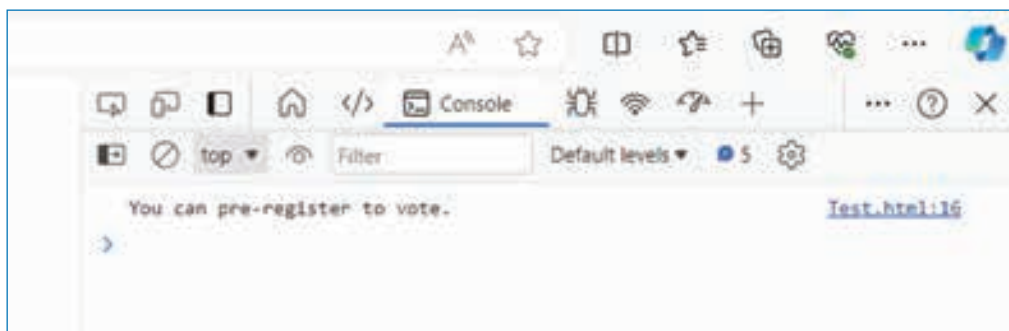 Console
top
Filter
Default levels
5
You can pre-register to vote. Test.html:16